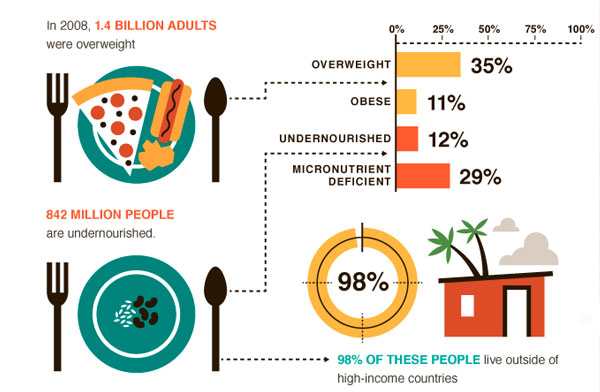 In 2008, 1.4 BILLION ADULTS
were overweight
0% 25% 50% 75% 100%
OVERWEIGHT 35%
OBESE 11%
UNDERNOURISHED 12%
MICRONUTRIENT
DEFICIENT 29%
842 MILLION PEOPLE
are undernourished.
98%
98% OF THESE PEOPLE live outside of
high-income countries